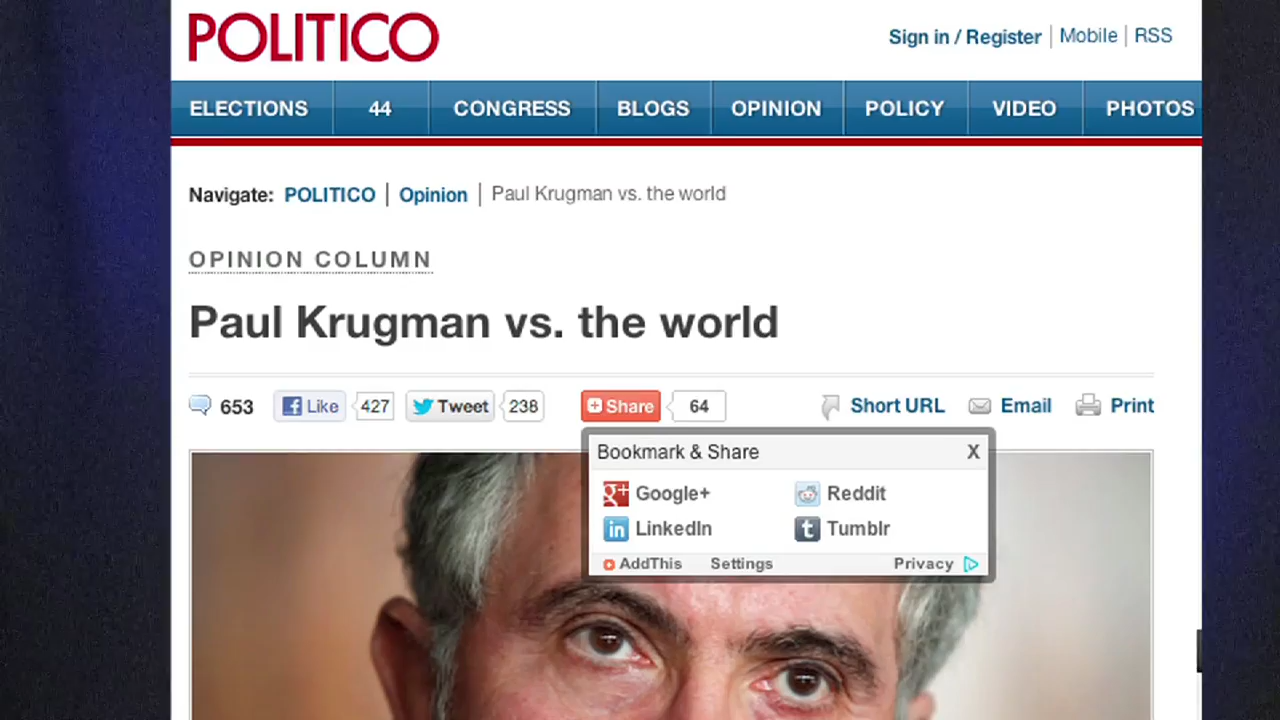 POLITICO
Sign in / Register | Mobile | RSS
ELECTIONS 44 CONGRESS BLOGS OPINION POLICY VIDEO PHOTOS
Navigate: POLITICO | Opinion | Paul Krugman vs. the world
OPINION COLUMN
Paul Krugman vs. the world
653 Like 427 Tweet 238 Share 64 Short URL Email Print
Bookmark & Share X
g+ Google+ Reddit
in LinkedIn t Tumblr
AddThis Settings Privacy